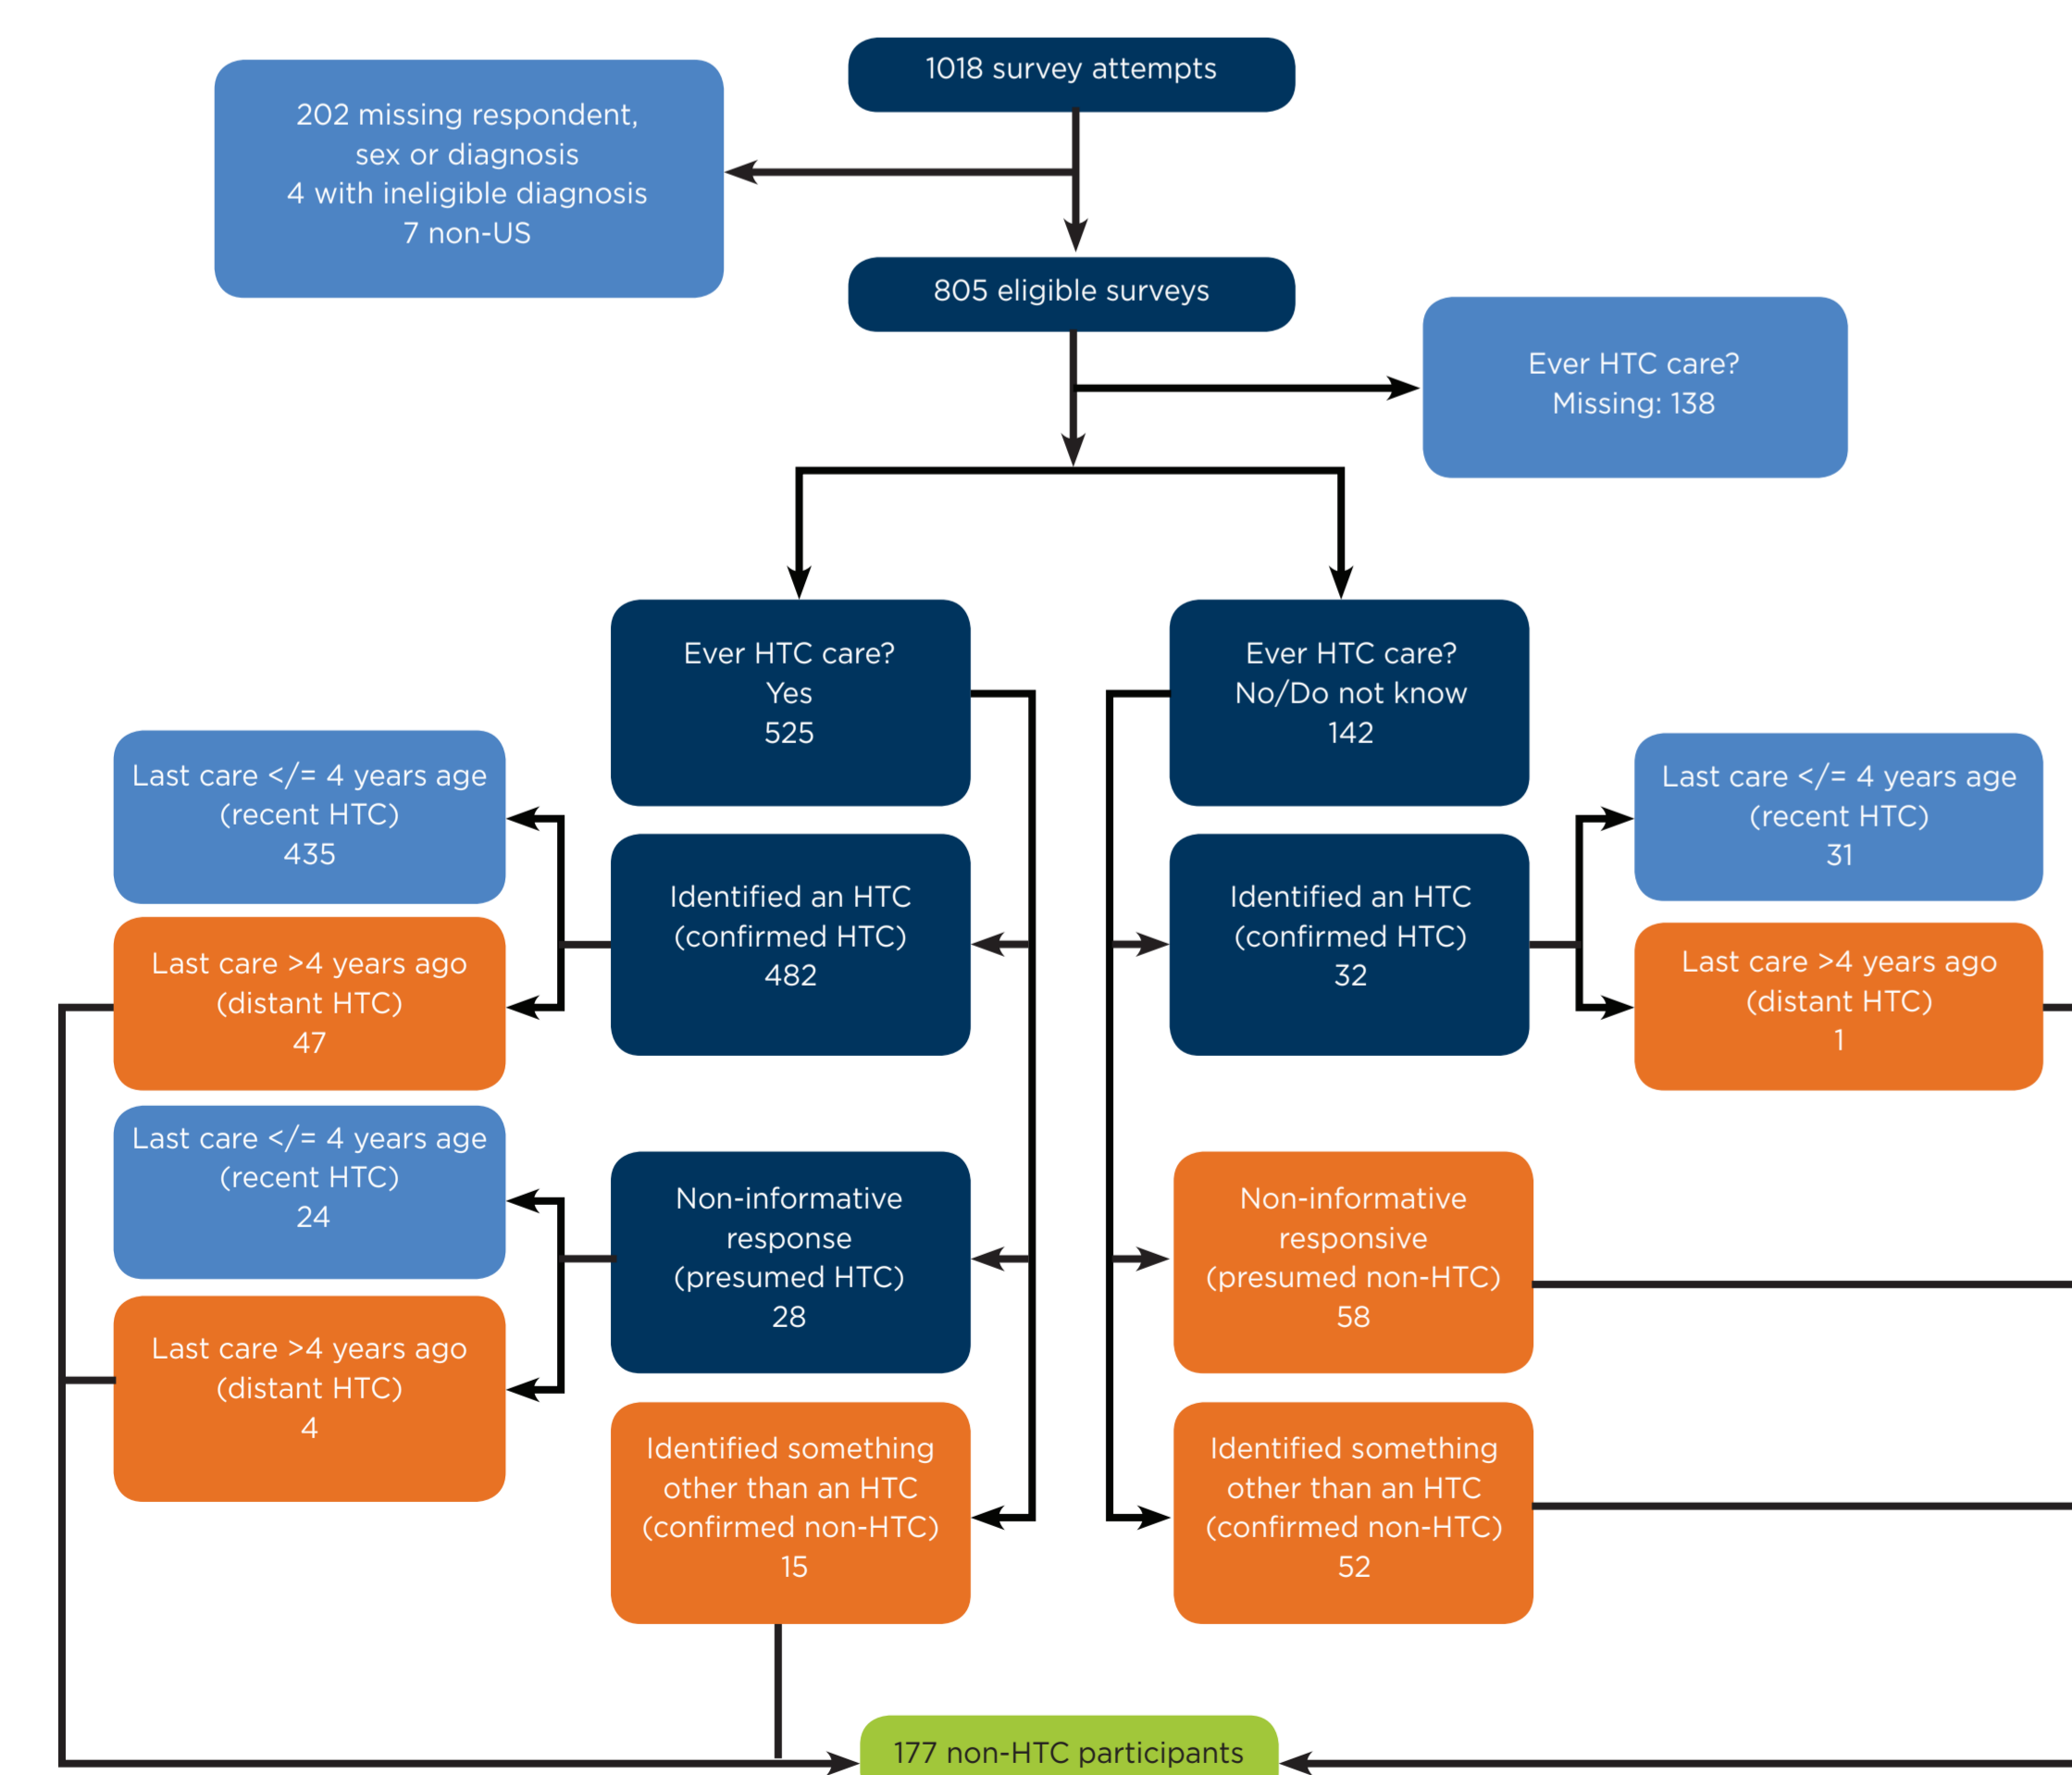 1018 survey attempts
202 missing respondent,
sex or diagnosis
4 with ineligible diagnosis
7 non-US
805 eligible surveys
Ever HTC care?
Missing: 138
Ever HTC care?
Yes
525
Ever HTC care?
No/Do not know
142
Last care </= 4 years age
(recent HTC)
435
Last care >4 years ago
(distant HTC)
47
Identified an HTC
(confirmed HTC)
482
Identified an HTC
(confirmed HTC)
32
Last care </= 4 years age
(recent HTC)
31
Last care >4 years ago
(distant HTC)
1
Last care </= 4 years age
(recent HTC)
24
Last care >4 years ago
(distant HTC)
4
Non-informative
response
(presumed HTC)
28
Non-informative
responsive
(presumed non-HTC)
58
Identified something
other than an HTC
(confirmed non-HTC)
15
Identified something
other than an HTC
(confirmed non-HTC)
52
177 non-HTC participants